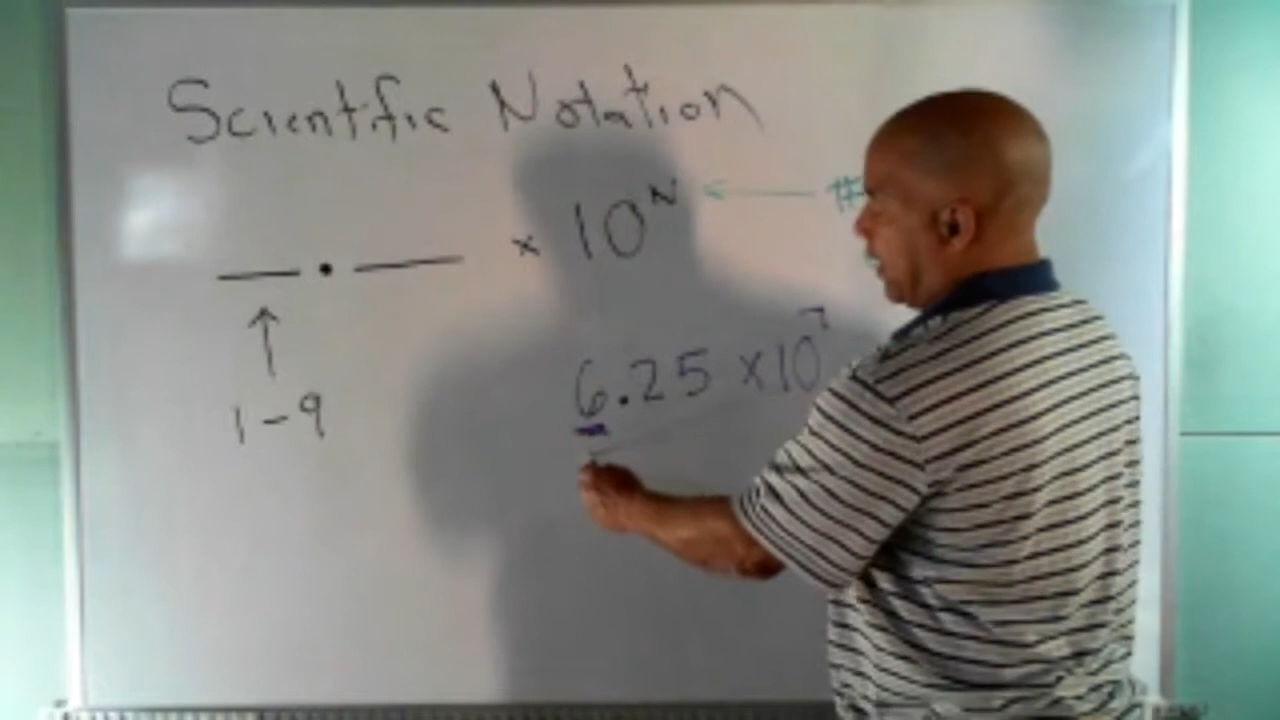 Scientific Notation
__ . __ × 10ᴺ ← #
6.25 ×10⁷
1-9